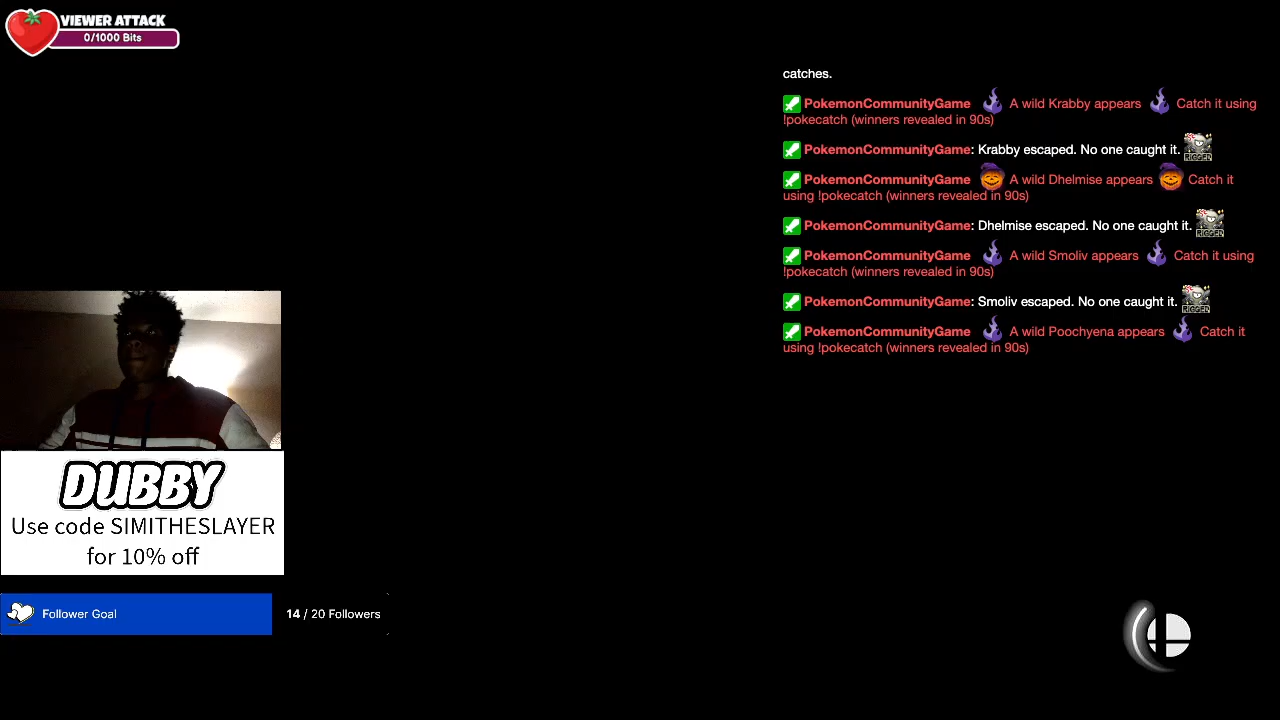 VIEWER ATTACK
0/1000 Bits
catches.
PokemonCommunityGame A wild Krabby appears Catch it using
!pokecatch (winners revealed in 90s)
PokemonCommunityGame: Krabby escaped. No one caught it.
PokemonCommunityGame A wild Dhelmise appears Catch it
using !pokecatch (winners revealed in 90s)
PokemonCommunityGame: Dhelmise escaped. No one caught it.
PokemonCommunityGame A wild Smoliv appears Catch it using
!pokecatch (winners revealed in 90s)
PokemonCommunityGame: Smoliv escaped. No one caught it.
PokemonCommunityGame A wild Poochyena appears Catch it
using !pokecatch (winners revealed in 90s)
DUBBY
Use code SIMITHESLAYER
for 10% off
Follower Goal
14 / 20 Followers